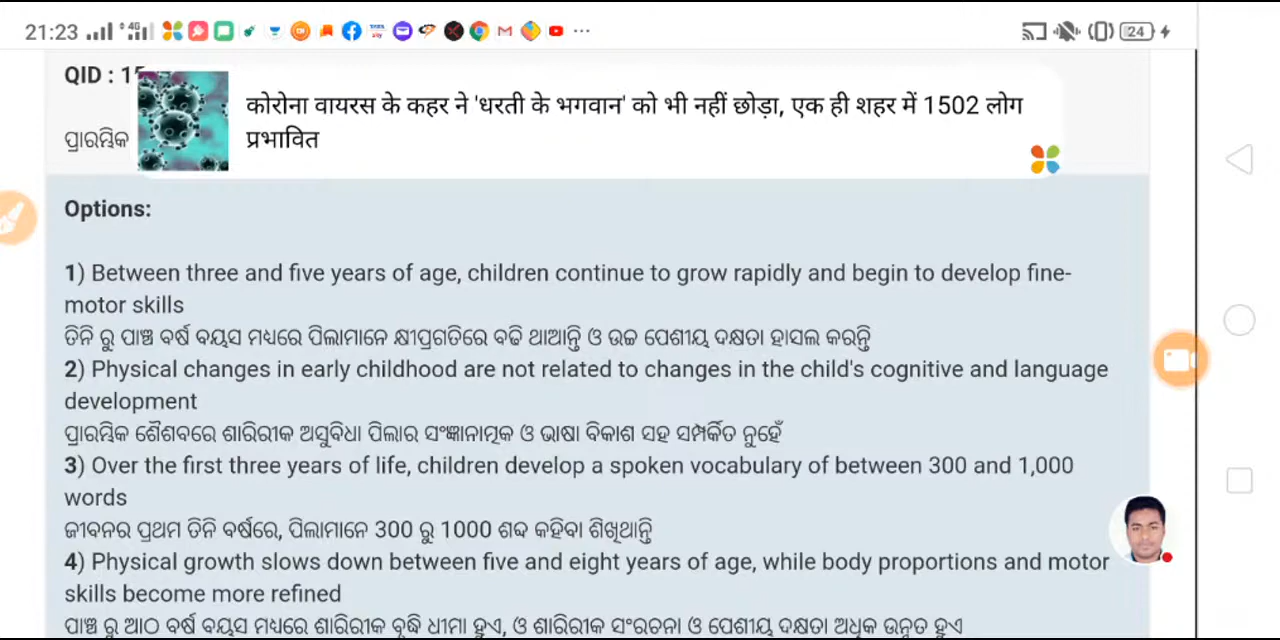 21:23
4G
24
QID : 15
कोरोना वायरस के कहर ने 'धरती के भगवान' को भी नहीं छोड़ा, एक ही शहर में 1502 लोग
प्रभावित
ପ୍ରାରମ୍ଭିକ
Options:
1) Between three and five years of age, children continue to grow rapidly and begin to develop fine-
motor skills
ତିନି ରୁ ପାଞ୍ଚ ବର୍ଷ ବୟସ ମଧ୍ୟରେ ପିଲାମାନେ କ୍ଷୀପ୍ରଗତିରେ ବଢି ଥାଆନ୍ତି ଓ ଉଚ୍ଚ ପେଶୀୟ ଦକ୍ଷତା ହାସଲ କରନ୍ତି
2) Physical changes in early childhood are not related to changes in the child's cognitive and language
development
ପ୍ରାରମ୍ଭିକ ଶୈଶବରେ ଶାରିରୀକ ଅସୁବିଧା ପିଲାର ସଂଜ୍ଞାନାତ୍ମକ ଓ ଭାଷା ବିକାଶ ସହ ସମ୍ପର୍କିତ ନୁହେଁ
3) Over the first three years of life, children develop a spoken vocabulary of between 300 and 1,000
words
ଜୀବନର ପ୍ରଥମ ତିନି ବର୍ଷରେ, ପିଲାମାନେ 300 ରୁ 1000 ଶବ୍ଦ କହିବା ଶିଖିଥାନ୍ତି
4) Physical growth slows down between five and eight years of age, while body proportions and motor
skills become more refined
ପାଞ୍ଚ ରୁ ଆଠ ବର୍ଷ ବୟସ ମଧ୍ୟରେ ଶାରିରୀକ ବୃଦ୍ଧି ଧୀମା ହୁଏ, ଓ ଶାରିରୀକ ସଂରଚନା ଓ ପେଶୀୟ ଦକ୍ଷତା ଅଧିକ ଉନ୍ନତ ହୁଏ